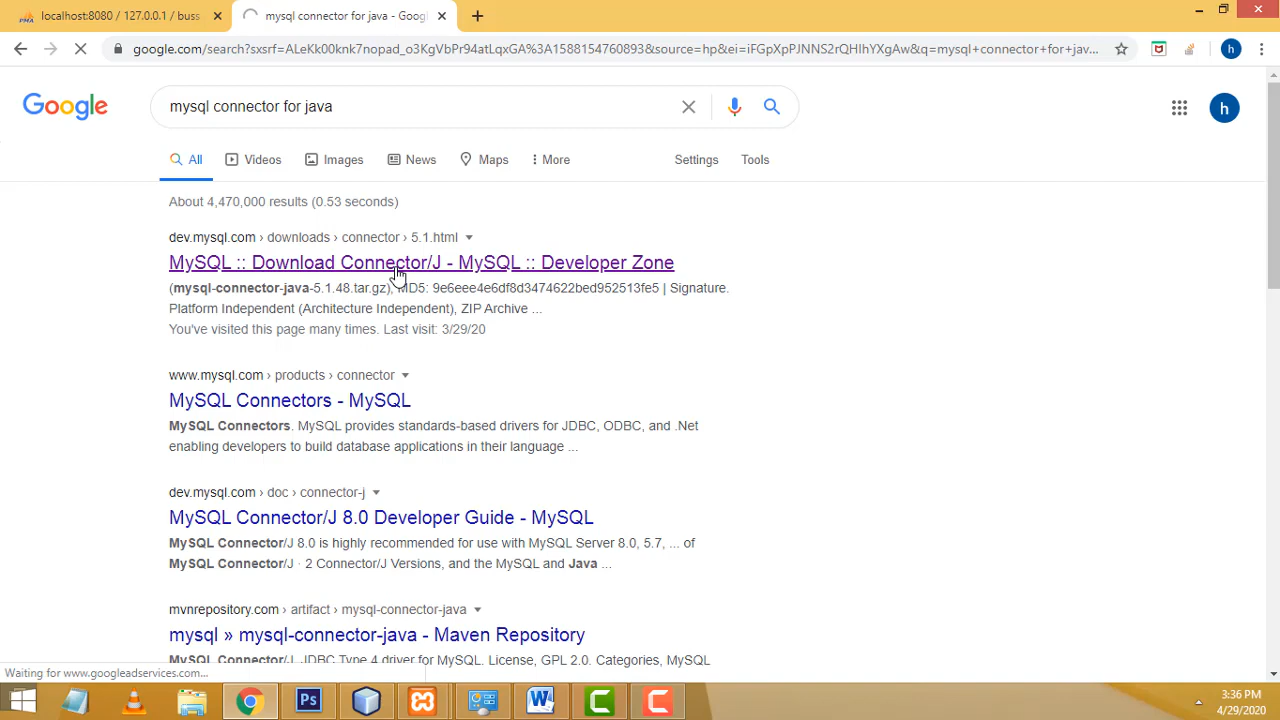 localhost:8080 / 127.0.0.1 / buss
mysql connector for java - Goog
google.com/search?sxsrf=ALeKk00knk7nopad_o3KgVbPr94atLqxGA%3A1588154760893&source=hp&ei=iFGpXpPJNNS2rQHIhYXgAw&q=mysql+connector+for+jav...
h
Google
mysql connector for java
h
All
Videos
Images
News
Maps
More
Settings
Tools
About 4,470,000 results (0.53 seconds)
dev.mysql.com › downloads › connector › 5.1.html
MySQL :: Download Connector/J - MySQL :: Developer Zone
(mysql-connector-java-5.1.48.tar.gz), MD5: 9e6eee4e6df8d3474622bed952513fe5 | Signature.
Platform Independent (Architecture Independent), ZIP Archive ...
You've visited this page many times. Last visit: 3/29/20
www.mysql.com › products › connector
MySQL Connectors - MySQL
MySQL Connectors. MySQL provides standards-based drivers for JDBC, ODBC, and .Net
enabling developers to build database applications in their language ...
dev.mysql.com › doc › connector-j
MySQL Connector/J 8.0 Developer Guide - MySQL
MySQL Connector/J 8.0 is highly recommended for use with MySQL Server 8.0, 5.7, ... of
MySQL Connector/J · 2 Connector/J Versions, and the MySQL and Java ...
mvnrepository.com › artifact › mysql-connector-java
mysql » mysql-connector-java - Maven Repository
MySQL Connector/J. JDBC Type 4 driver for MySQL. License, GPL 2.0. Categories, MySQL
Waiting for www.googleadservices.com...
Ps
3:36 PM
4/29/2020